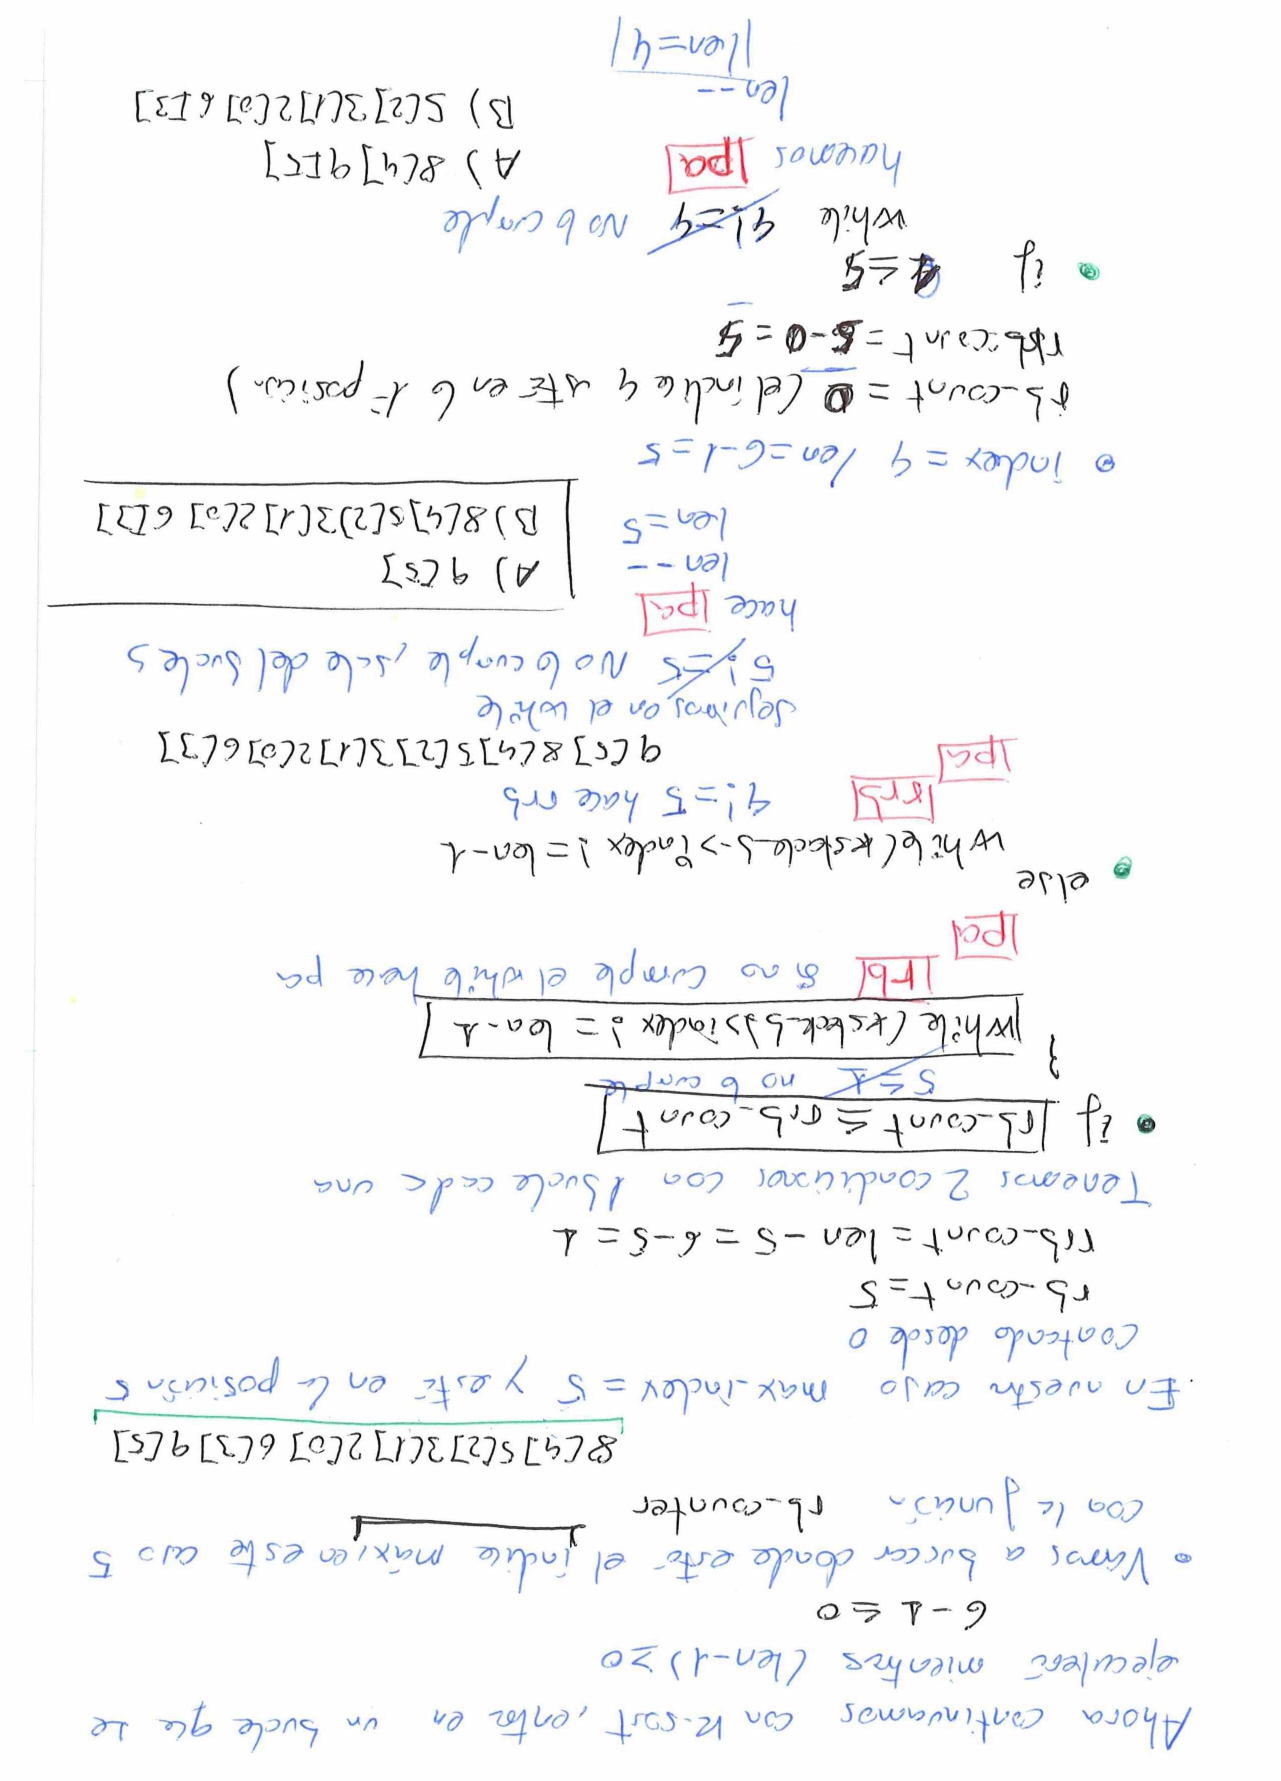 Ahora continuamos con k-sort, entra en un bucle que se
ejecutará mientras (len-1) ≥ 0
6 - 1 ≤ 0
• Vamos a buscar donde está el índice máx, en este caso 5
con la función rb_counter
8[4] 5[2] 3[1] 2[0] 6[3] 9[5]
. En nuestro caso max_index = 5 y está en la posición 5
contando desde 0
rb_count = 5
rrb_count = len - 5 = 6 - 5 = 1
Tenemos 2 condiciones con 1 bucle cada una
• if rb_count ≤ rrb_count
5 ≤ 1 no lo cumple
}
while (*stack_b)->index != len-1
rb si no cumple el while hace pa
pa
• else
while(*stack_b->index != len-1
rrb 4 != 5 hace rrb
pa
9[5] 8[4] 5[2] 3[1] 2[0] 6[3]
seguimos en el while
5 != 5 No lo cumple, sale del bucle y
hace pa
len --
len = 5
A) 9[5]
B) 8[4] 5[2] 3[1] 2[0] 6[3]
• index = 4 len = 6-1 = 5
rb_count = 0 (el índice 4 está en la 1ª posición)
rrb_count = 5-0 = 5
• if ≤ 5
while 4 != 4 No lo cumple
hacemos pa
A) 8[4] 9[5]
B) 5[2] 3[1] 2[0] 6[3]
len --
len = 4